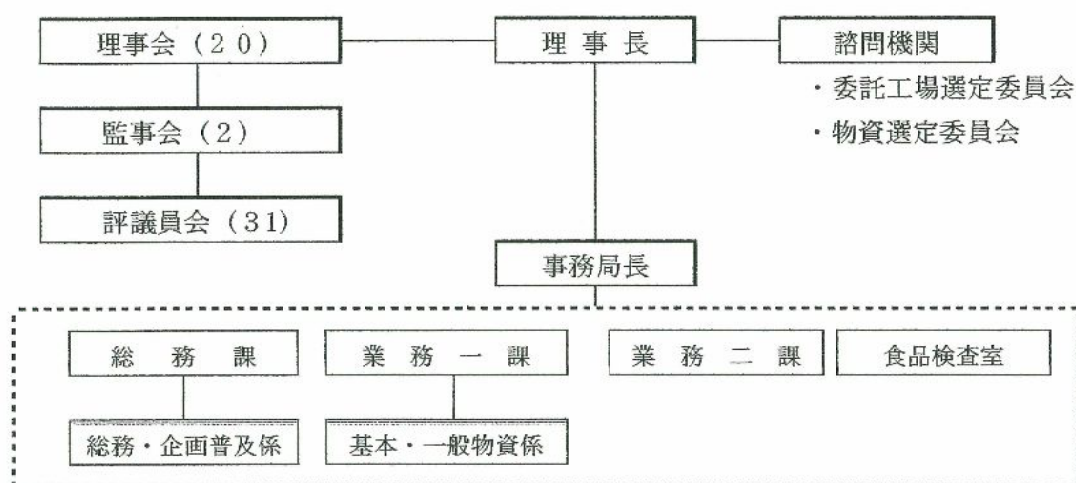 理事会（２０）
理 事 長
諮問機関
・委託工場選定委員会
・物資選定委員会
監事会（２）
評議員会（31）
事務局長
総　務　課
業　務　一　課
業　務　二　課
食品検査室
総務・企画普及係
基本・一般物資係